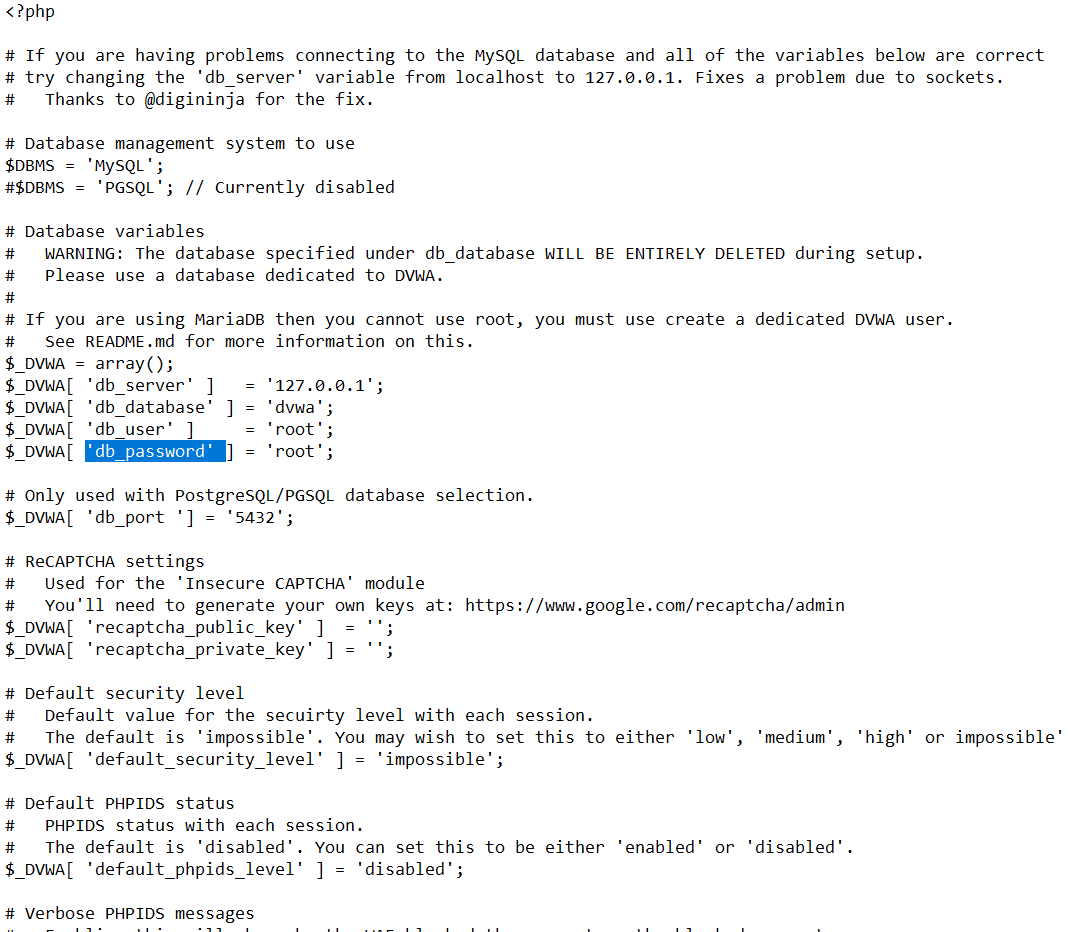 <?php
# If you are having problems connecting to the MySQL database and all of the variables below are correct
# try changing the 'db_server' variable from localhost to 127.0.0.1. Fixes a problem due to sockets.
#   Thanks to @digininja for the fix.
# Database management system to use
$DBMS = 'MySQL';
#$DBMS = 'PGSQL'; // Currently disabled
# Database variables
#   WARNING: The database specified under db_database WILL BE ENTIRELY DELETED during setup.
#   Please use a database dedicated to DVWA.
#
# If you are using MariaDB then you cannot use root, you must use create a dedicated DVWA user.
#   See README.md for more information on this.
$_DVWA = array();
$_DVWA[ 'db_server' ]   = '127.0.0.1';
$_DVWA[ 'db_database' ] = 'dvwa';
$_DVWA[ 'db_user' ]     = 'root';
$_DVWA[ 'db_password' ] = 'root';
# Only used with PostgreSQL/PGSQL database selection.
$_DVWA[ 'db_port '] = '5432';
# ReCAPTCHA settings
#   Used for the 'Insecure CAPTCHA' module
#   You'll need to generate your own keys at: https://www.google.com/recaptcha/admin
$_DVWA[ 'recaptcha_public_key' ]  = '';
$_DVWA[ 'recaptcha_private_key' ] = '';
# Default security level
#   Default value for the secuirty level with each session.
#   The default is 'impossible'. You may wish to set this to either 'low', 'medium', 'high' or impossible'
$_DVWA[ 'default_security_level' ] = 'impossible';
# Default PHPIDS status
#   PHPIDS status with each session.
#   The default is 'disabled'. You can set this to be either 'enabled' or 'disabled'.
$_DVWA[ 'default_phpids_level' ] = 'disabled';
# Verbose PHPIDS messages